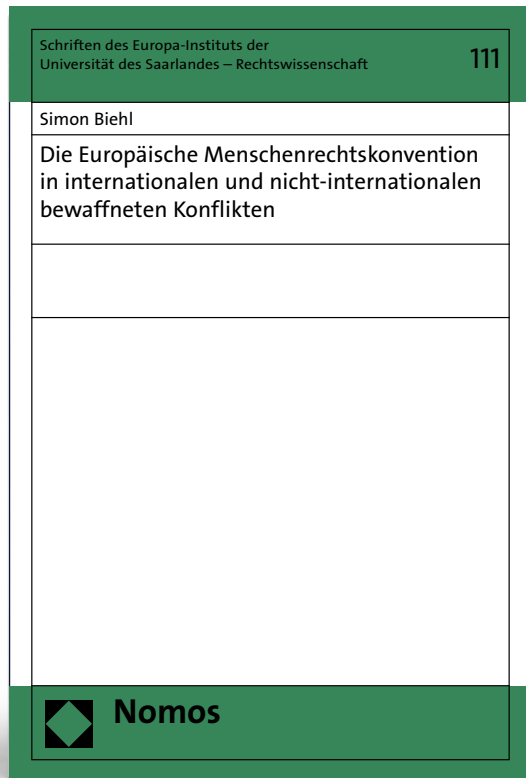 Schriften des Europa-Instituts der
Universität des Saarlandes – Rechtswissenschaft
111
Simon Biehl
Die Europäische Menschenrechtskonvention
in internationalen und nicht-internationalen
bewaffneten Konflikten
Nomos